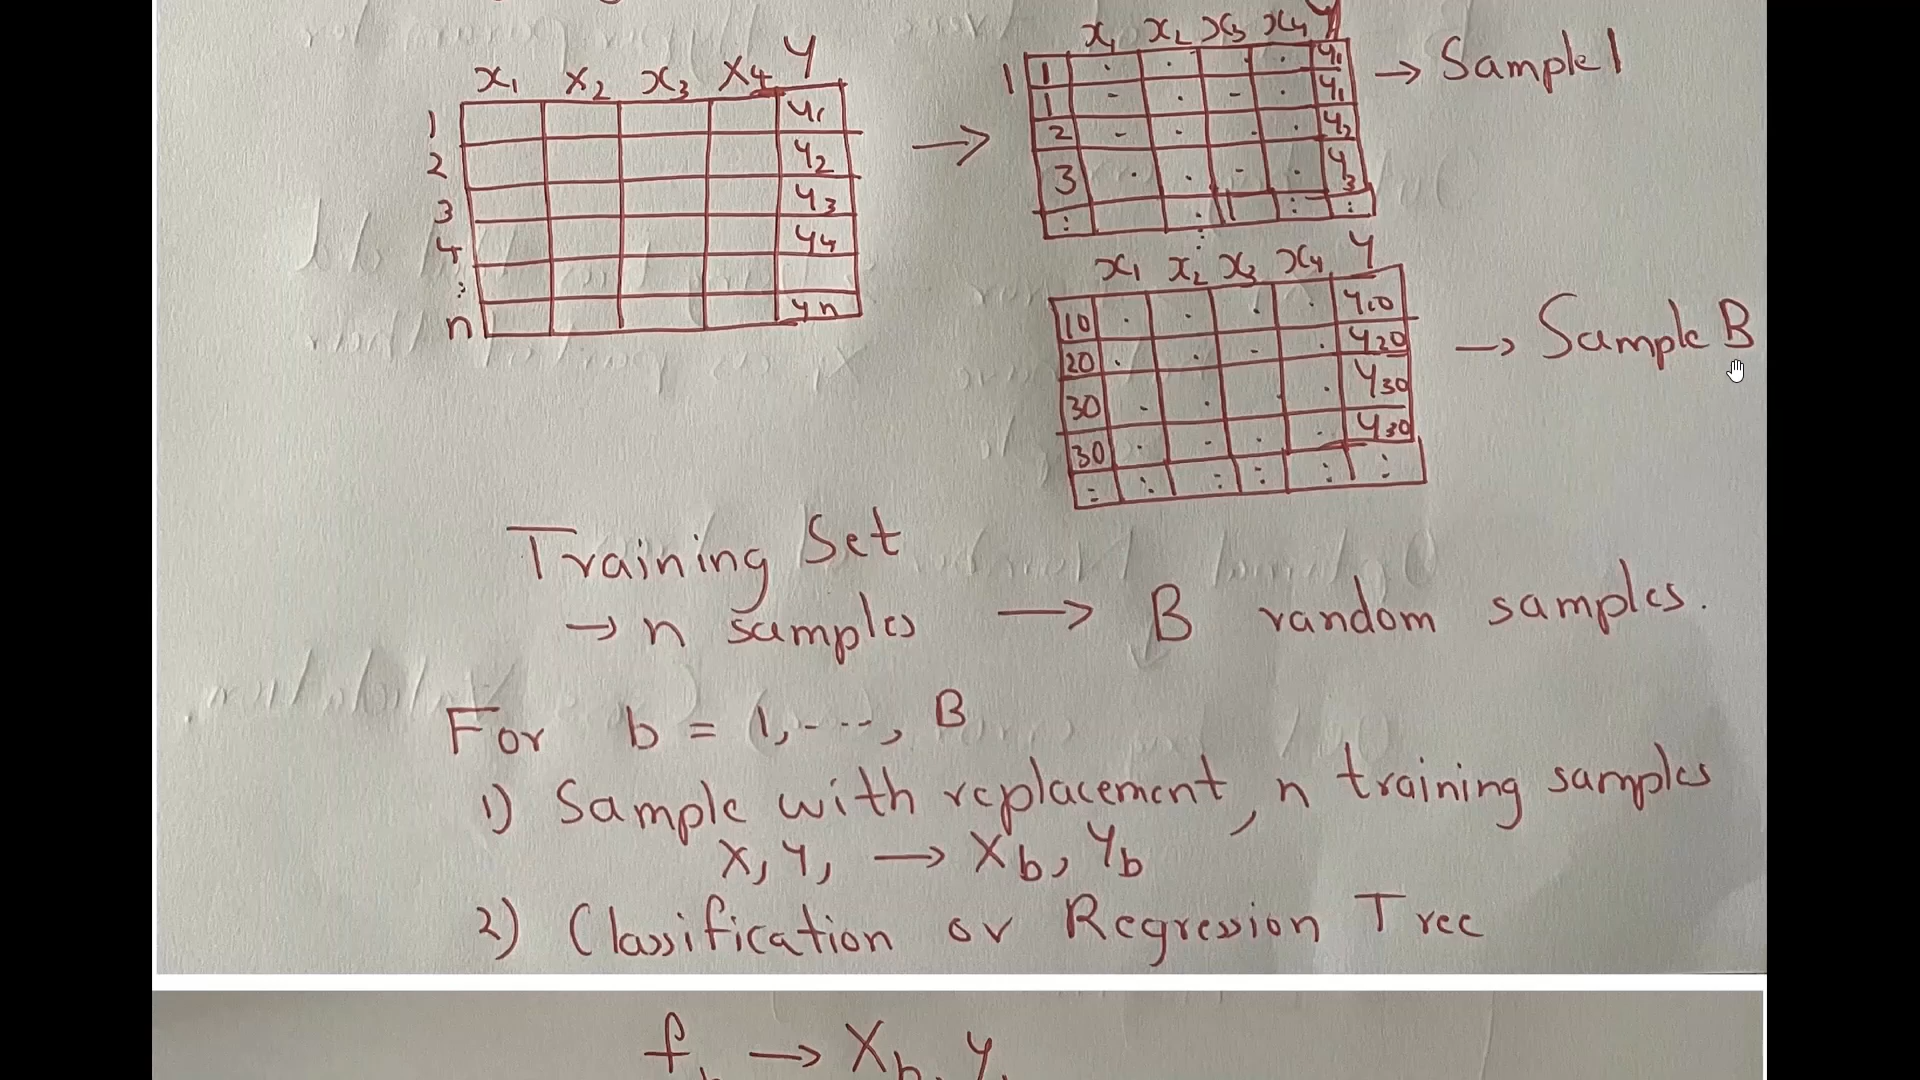 x1 x2 x3 x4 y
1 y1
2 y2
3 y3
4 y4
:
n yn
→
x1 x2 x3 x4 y
1 1 . . . . y1 → Sample 1
1 - . - . y1
2 - . . . y2
3 . . - . y3
: . : :
:
x1 x2 x3 x4 y
10 . . . . y10
20 . . - . y20 → Sample B
30 . . . . y30
30 . - . . y30
: : : : : :
Training Set
→ n samples → B random samples.
For b = 1, ---, B
1) Sample with replacement, n training samples
X, Y, → Xb, Yb
2) Classification or Regression Tree
fb → Xb, Y